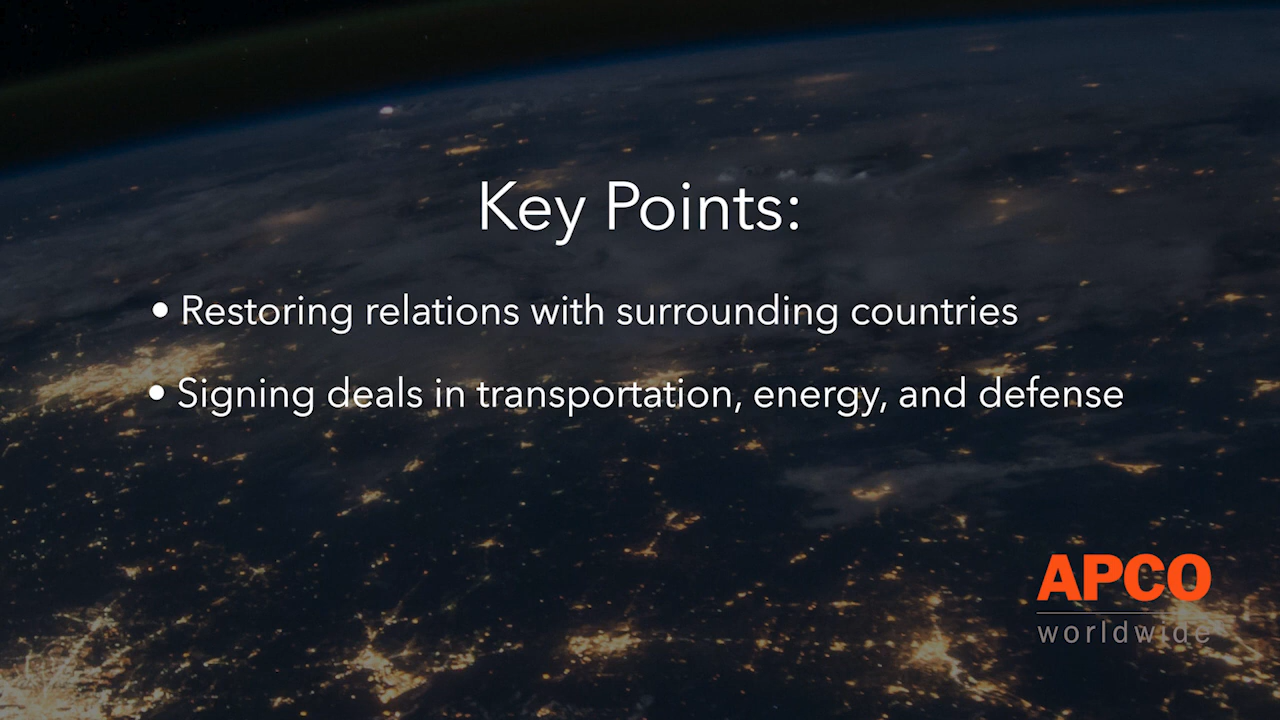 Key Points:
• Restoring relations with surrounding countries
• Signing deals in transportation, energy, and defense
APCO
worldwide